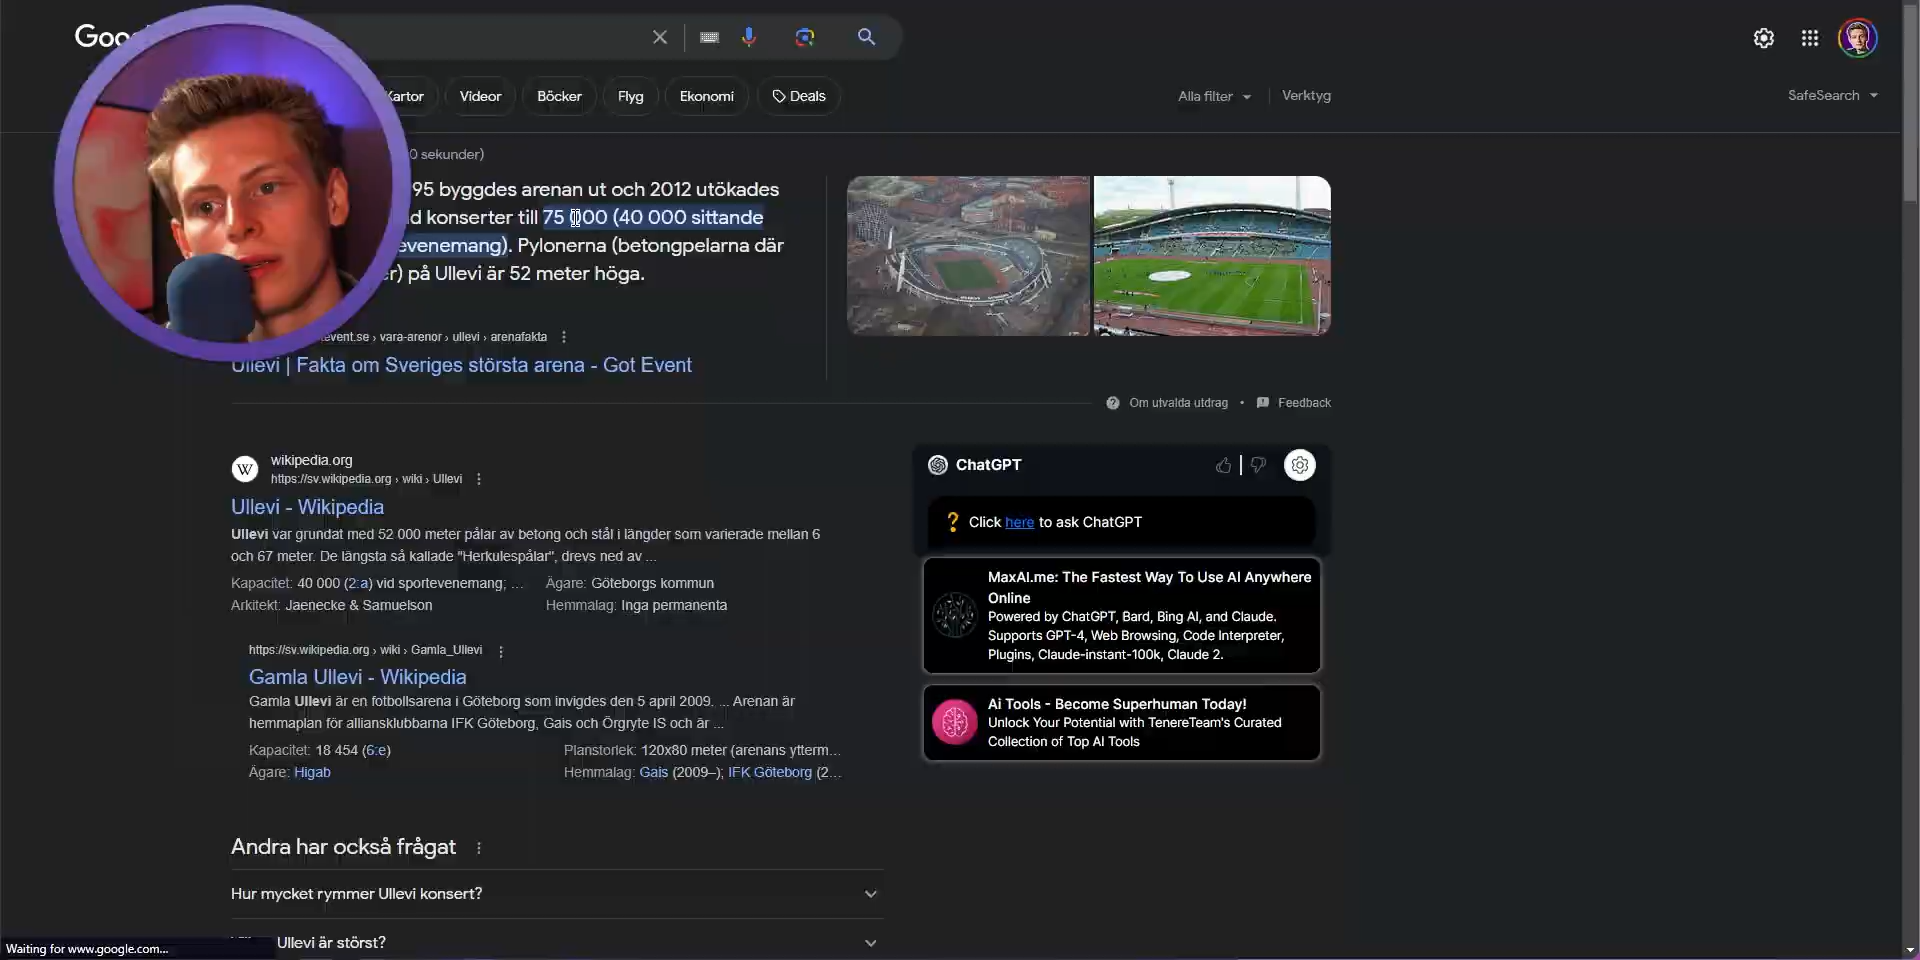 Kartor
Videor
Böcker
Flyg
Ekonomi
Deals
Alla filter
Verktyg
SafeSearch
0 sekunder)
95 byggdes arenan ut och 2012 utökades
d konserter till 75 000 (40 000 sittande
evenemang). Pylonerna (betongpelarna där
r) på Ullevi är 52 meter höga.
event.se › vara-arenor › ullevi › arenafakta
Ullevi | Fakta om Sveriges största arena - Got Event
Om utvalda utdrag • Feedback
W
wikipedia.org
https://sv.wikipedia.org › wiki › Ullevi
Ullevi - Wikipedia
Ullevi var grundat med 52 000 meter pålar av betong och stål i längder som varierade mellan 6
och 67 meter. De längsta så kallade "Herkulespålar", drevs ned av ...
Kapacitet: 40 000 (2:a) vid sportevenemang; ... Ägare: Göteborgs kommun
Arkitekt: Jaenecke & Samuelson Hemmalag: Inga permanenta
https://sv.wikipedia.org › wiki › Gamla_Ullevi
Gamla Ullevi - Wikipedia
Gamla Ullevi är en fotbollsarena i Göteborg som invigdes den 5 april 2009. ... Arenan är
hemmaplan för alliansklubbarna IFK Göteborg, Gais och Örgryte IS och är ...
Kapacitet: 18 454 (6:e) Planstorlek: 120x80 meter (arenans ytterm...
Ägare: Higab Hemmalag: Gais (2009–); IFK Göteborg (2...
ChatGPT
Click here to ask ChatGPT
MaxAI.me: The Fastest Way To Use AI Anywhere
Online
Powered by ChatGPT, Bard, Bing AI, and Claude.
Supports GPT-4, Web Browsing, Code Interpreter,
Plugins, Claude-instant-100k, Claude 2.
Ai Tools - Become Superhuman Today!
Unlock Your Potential with TenereTeam's Curated
Collection of Top AI Tools
Andra har också frågat
Hur mycket rymmer Ullevi konsert?
Ullevi är störst?
Waiting for www.google.com...